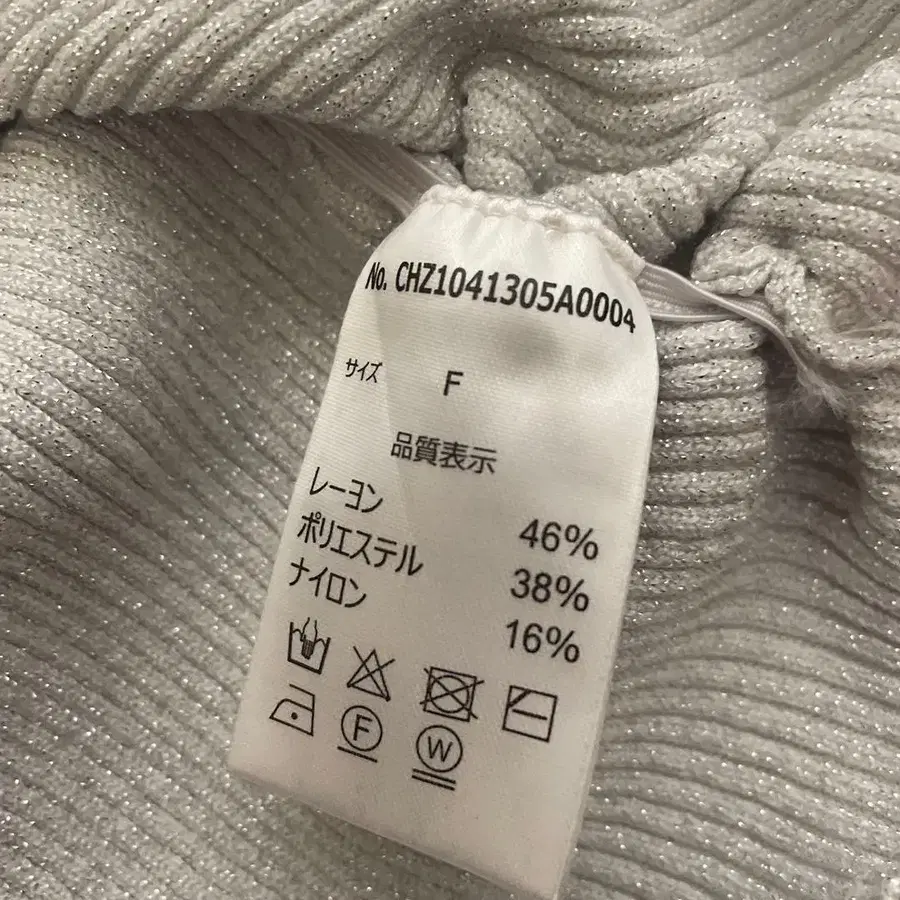 No. CHZ1041305A0004
サイズ F
品質表示
レーヨン 46%
ポリエステル 38%
ナイロン 16%
F
W